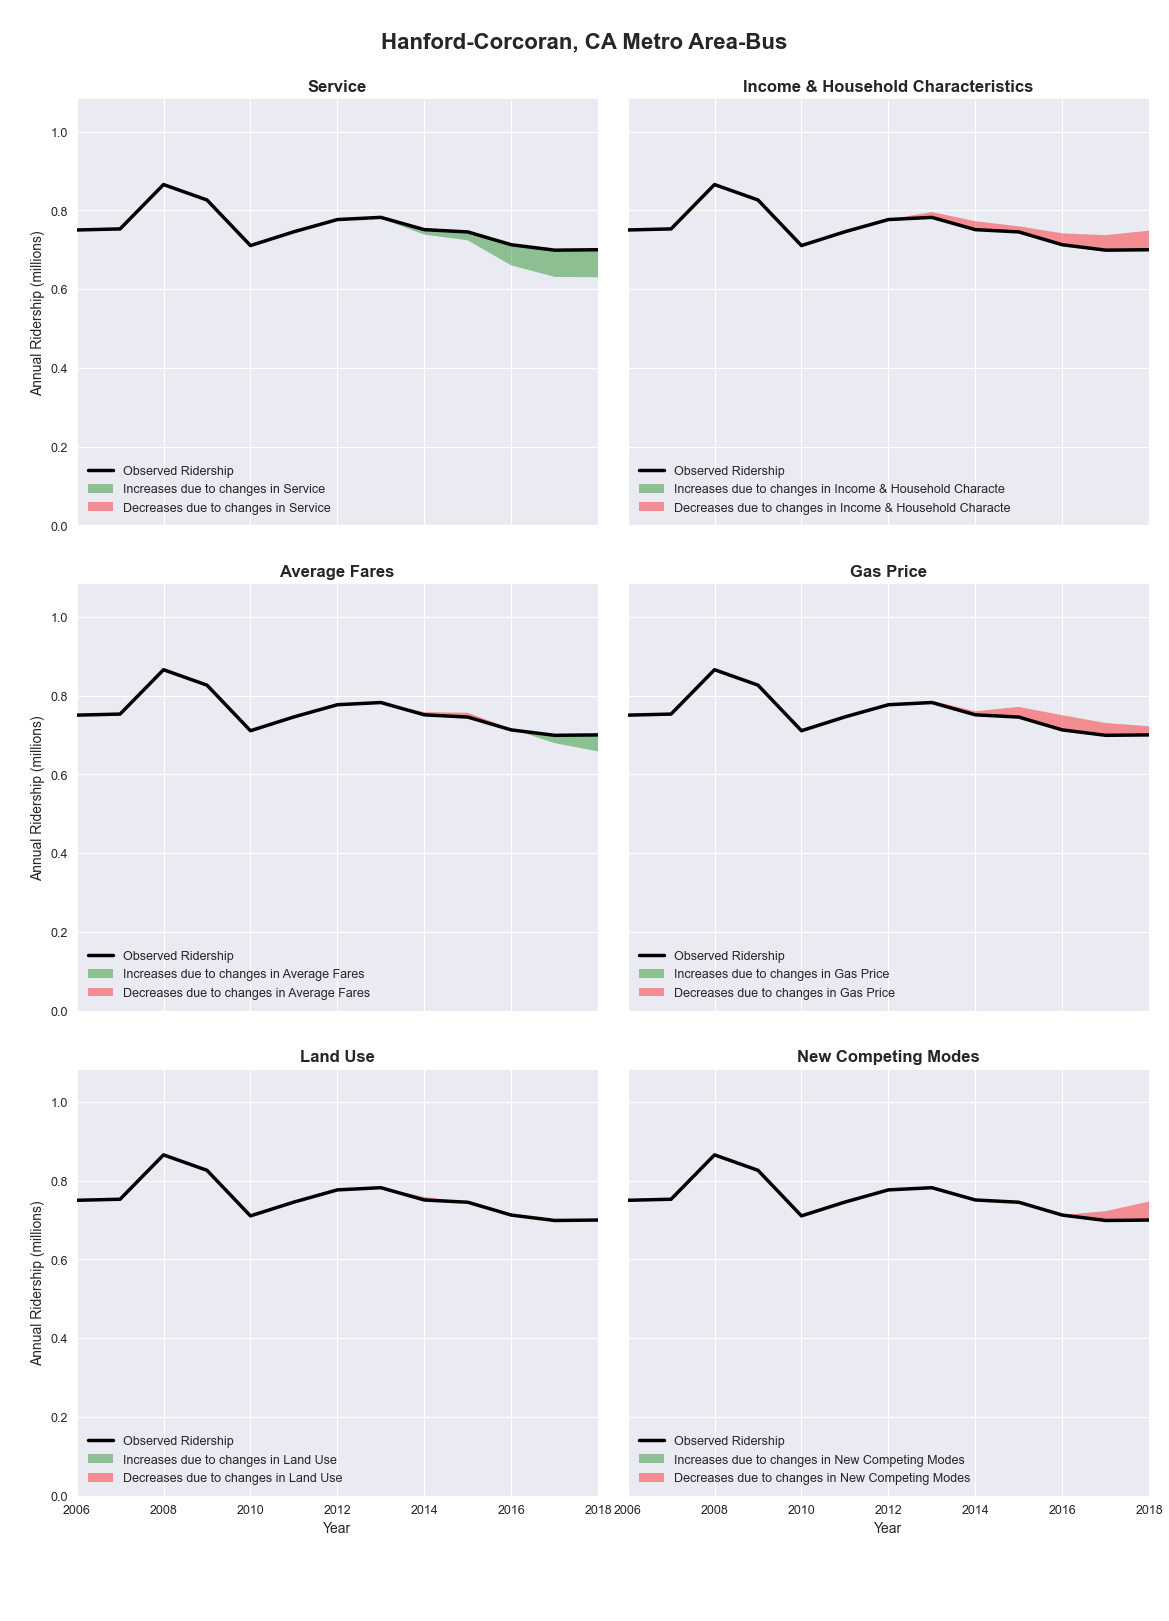 Hanford-Corcoran, CA Metro Area-Bus
Service
Annual Ridership (millions)
1.0
0.8
0.6
0.4
0.2
0.0
Observed Ridership
Increases due to changes in Service
Decreases due to changes in Service
Income & Household Characteristics
Observed Ridership
Increases due to changes in Income & Household Characte
Decreases due to changes in Income & Household Characte
Average Fares
Annual Ridership (millions)
1.0
0.8
0.6
0.4
0.2
0.0
Observed Ridership
Increases due to changes in Average Fares
Decreases due to changes in Average Fares
Gas Price
Observed Ridership
Increases due to changes in Gas Price
Decreases due to changes in Gas Price
Land Use
Annual Ridership (millions)
1.0
0.8
0.6
0.4
0.2
0.0
Observed Ridership
Increases due to changes in Land Use
Decreases due to changes in Land Use
2006 2008 2010 2012 2014 2016 2018
Year
New Competing Modes
Observed Ridership
Increases due to changes in New Competing Modes
Decreases due to changes in New Competing Modes
2006 2008 2010 2012 2014 2016 2018
Year